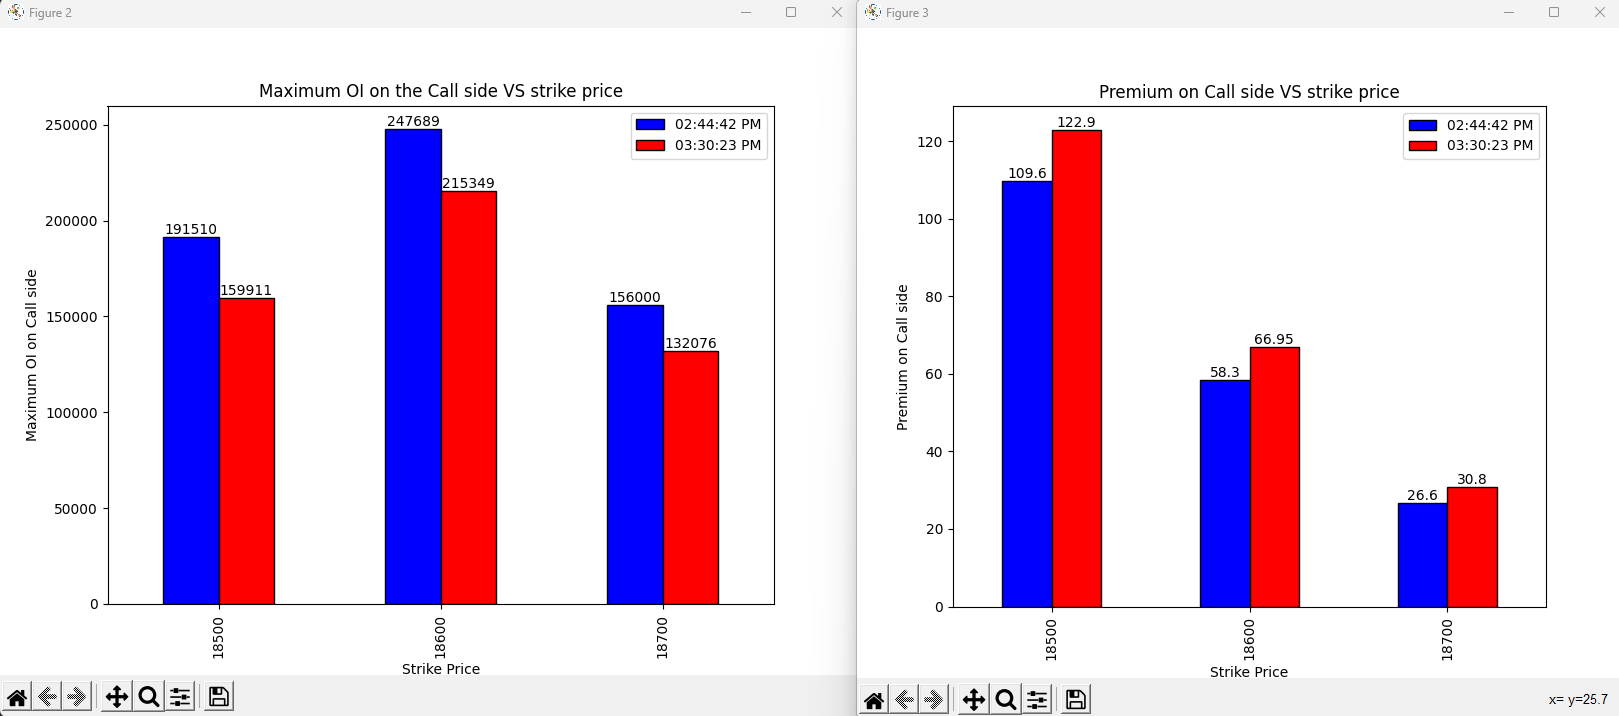 Figure 2
Maximum OI on the Call side VS strike price
02:44:42 PM
03:30:23 PM
250000
200000
150000
100000
50000
0
Maximum OI on Call side
191510
159911
247689
215349
156000
132076
18500
18600
18700
Strike Price
Figure 3
Premium on Call side VS strike price
02:44:42 PM
03:30:23 PM
120
100
80
60
40
20
0
Premium on Call side
109.6
122.9
58.3
66.95
26.6
30.8
18500
18600
18700
Strike Price
x= y=25.7